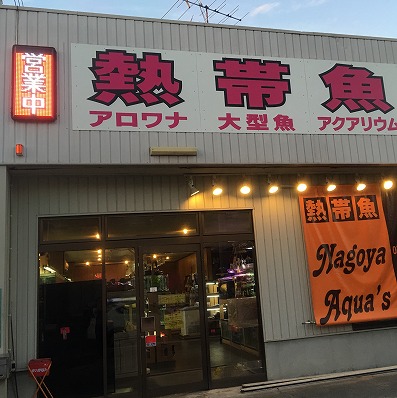 営業中
熱帯魚
アロワナ 大型魚 アクアリウム
熱帯魚
Nagoya
Aqua's